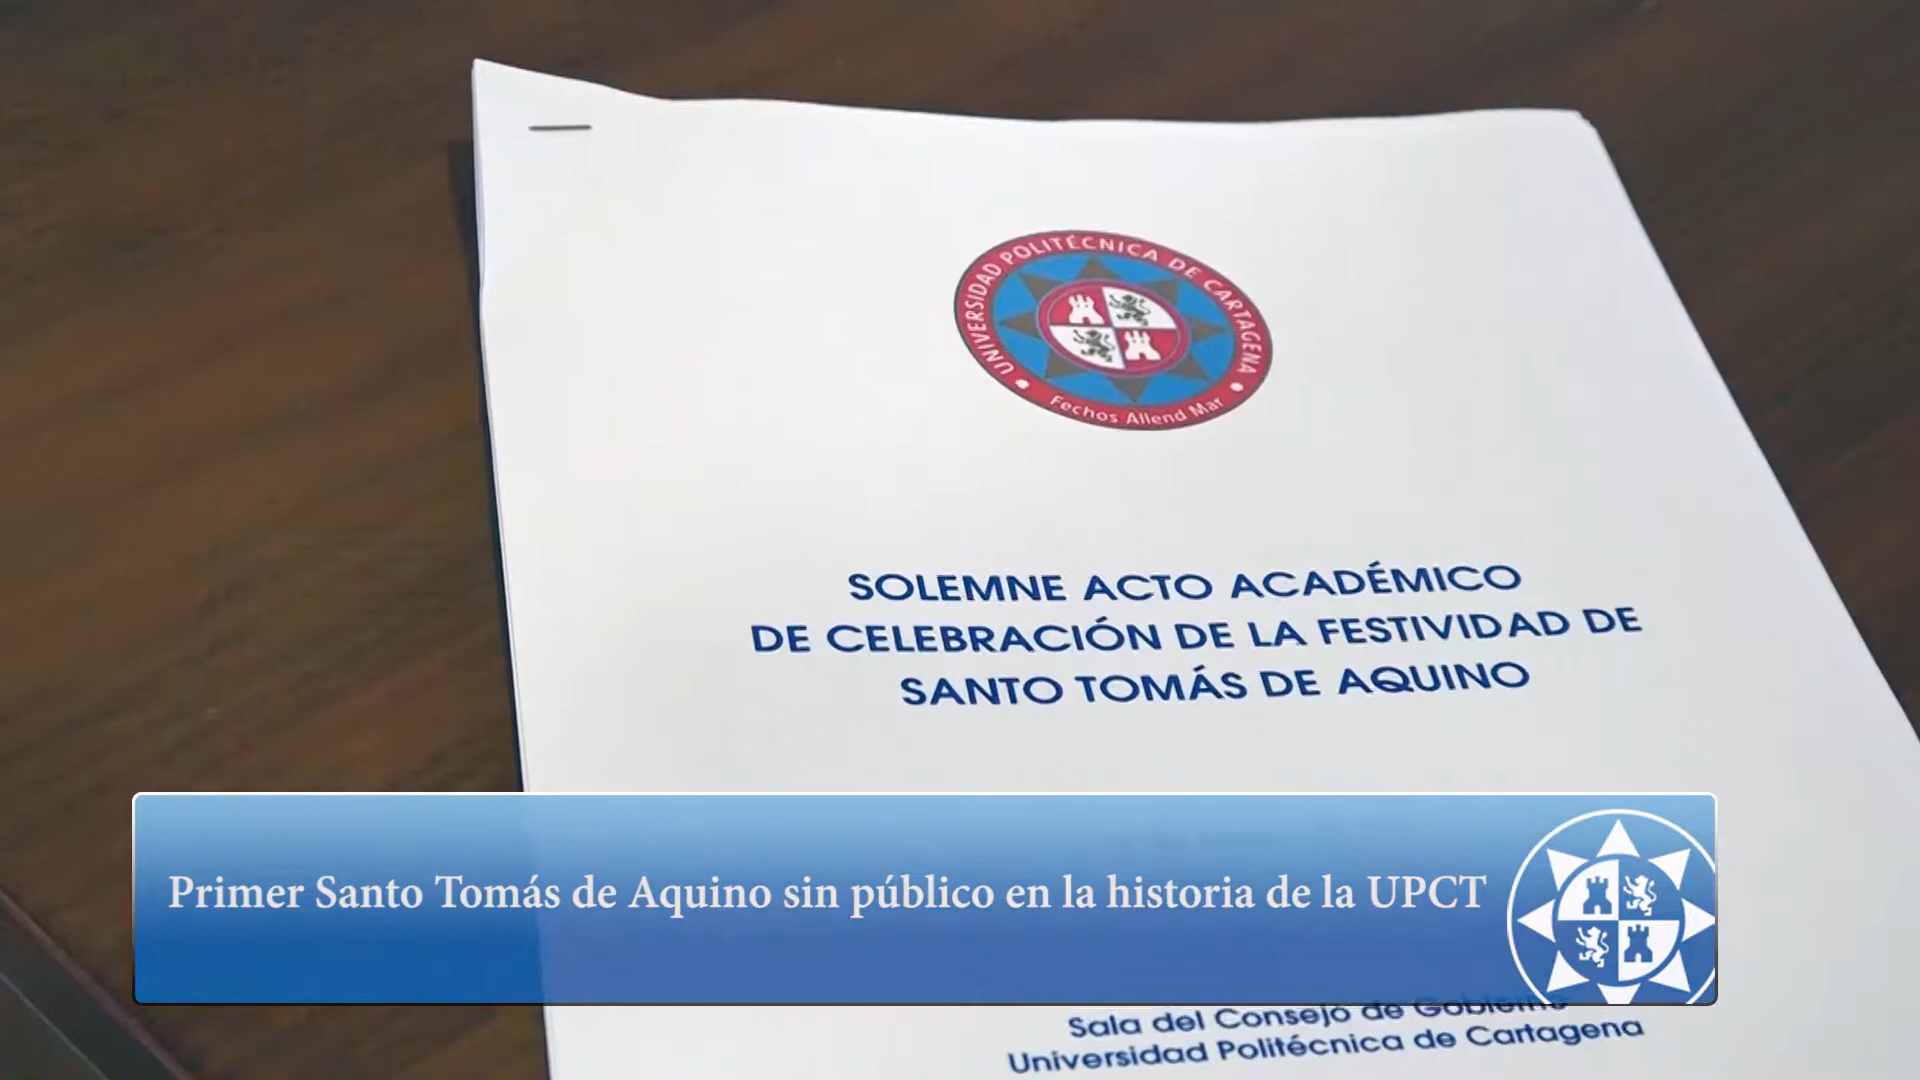 UNIVERSIDAD POLITÉCNICA DE CARTAGENA
Fechos Allend Mar
SOLEMNE ACTO ACADÉMICO
DE CELEBRACIÓN DE LA FESTIVIDAD DE
SANTO TOMÁS DE AQUINO
Primer Santo Tomás de Aquino sin público en la historia de la UPCT
Sala del Consejo de Gobierno
Universidad Politécnica de Cartagena